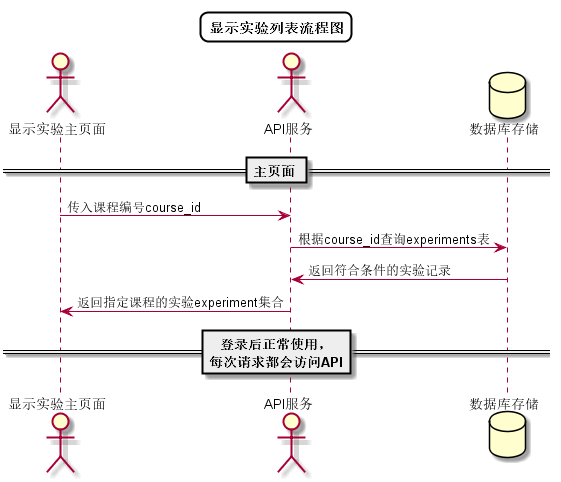 显示实验列表流程图
显示实验主页面
API服务
数据库存储
主页面
传入课程编号course_id
根据course_id查询experiments表
返回符合条件的实验记录
返回指定课程的实验experiment集合
登录后正常使用，
每次请求都会访问API
显示实验主页面
API服务
数据库存储